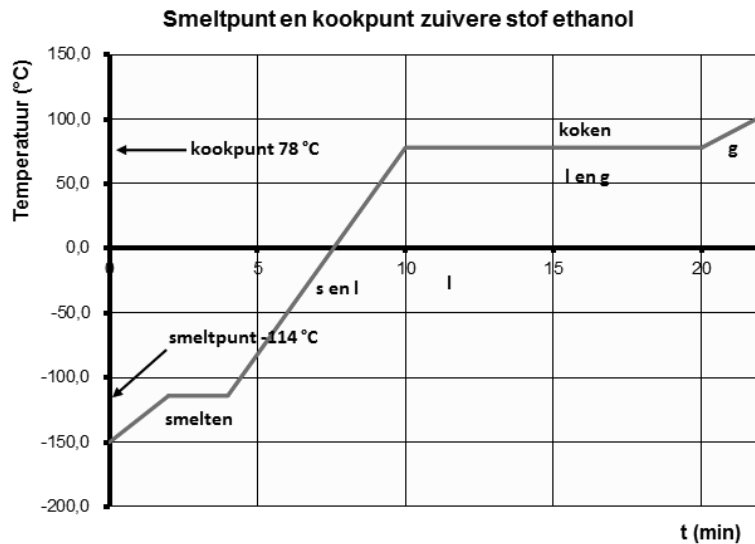 Smeltpunt en kookpunt zuivere stof ethanol
Temperatuur (°C)
150,0
100,0
50,0
0,0
-50,0
-100,0
-150,0
-200,0
koken
kookpunt 78 °C
g
l en g
0
5
10
15
20
s en l
l
smeltpunt -114 °C
smelten
t (min)